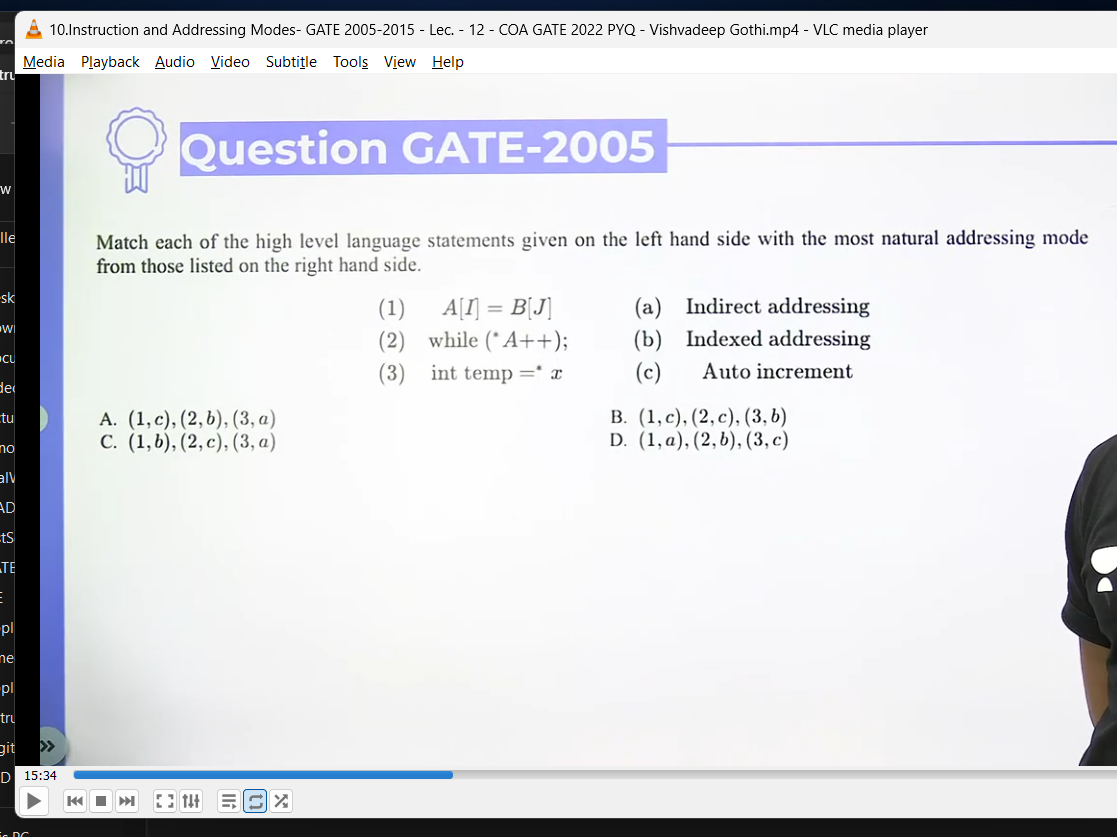 10.Instruction and Addressing Modes- GATE 2005-2015 - Lec. - 12 - COA GATE 2022 PYQ - Vishvadeep Gothi.mp4 - VLC media player
Media Playback Audio Video Subtitle Tools View Help
Question GATE-2005
Match each of the high level language statements given on the left hand side with the most natural addressing mode
from those listed on the right hand side.
(1) A[I] = B[J] (a) Indirect addressing
(2) while (* A++); (b) Indexed addressing
(3) int temp =* x (c) Auto increment
A. (1, c), (2, b), (3, a) B. (1, c), (2, c), (3, b)
C. (1, b), (2, c), (3, a) D. (1, a), (2, b), (3, c)
15:34